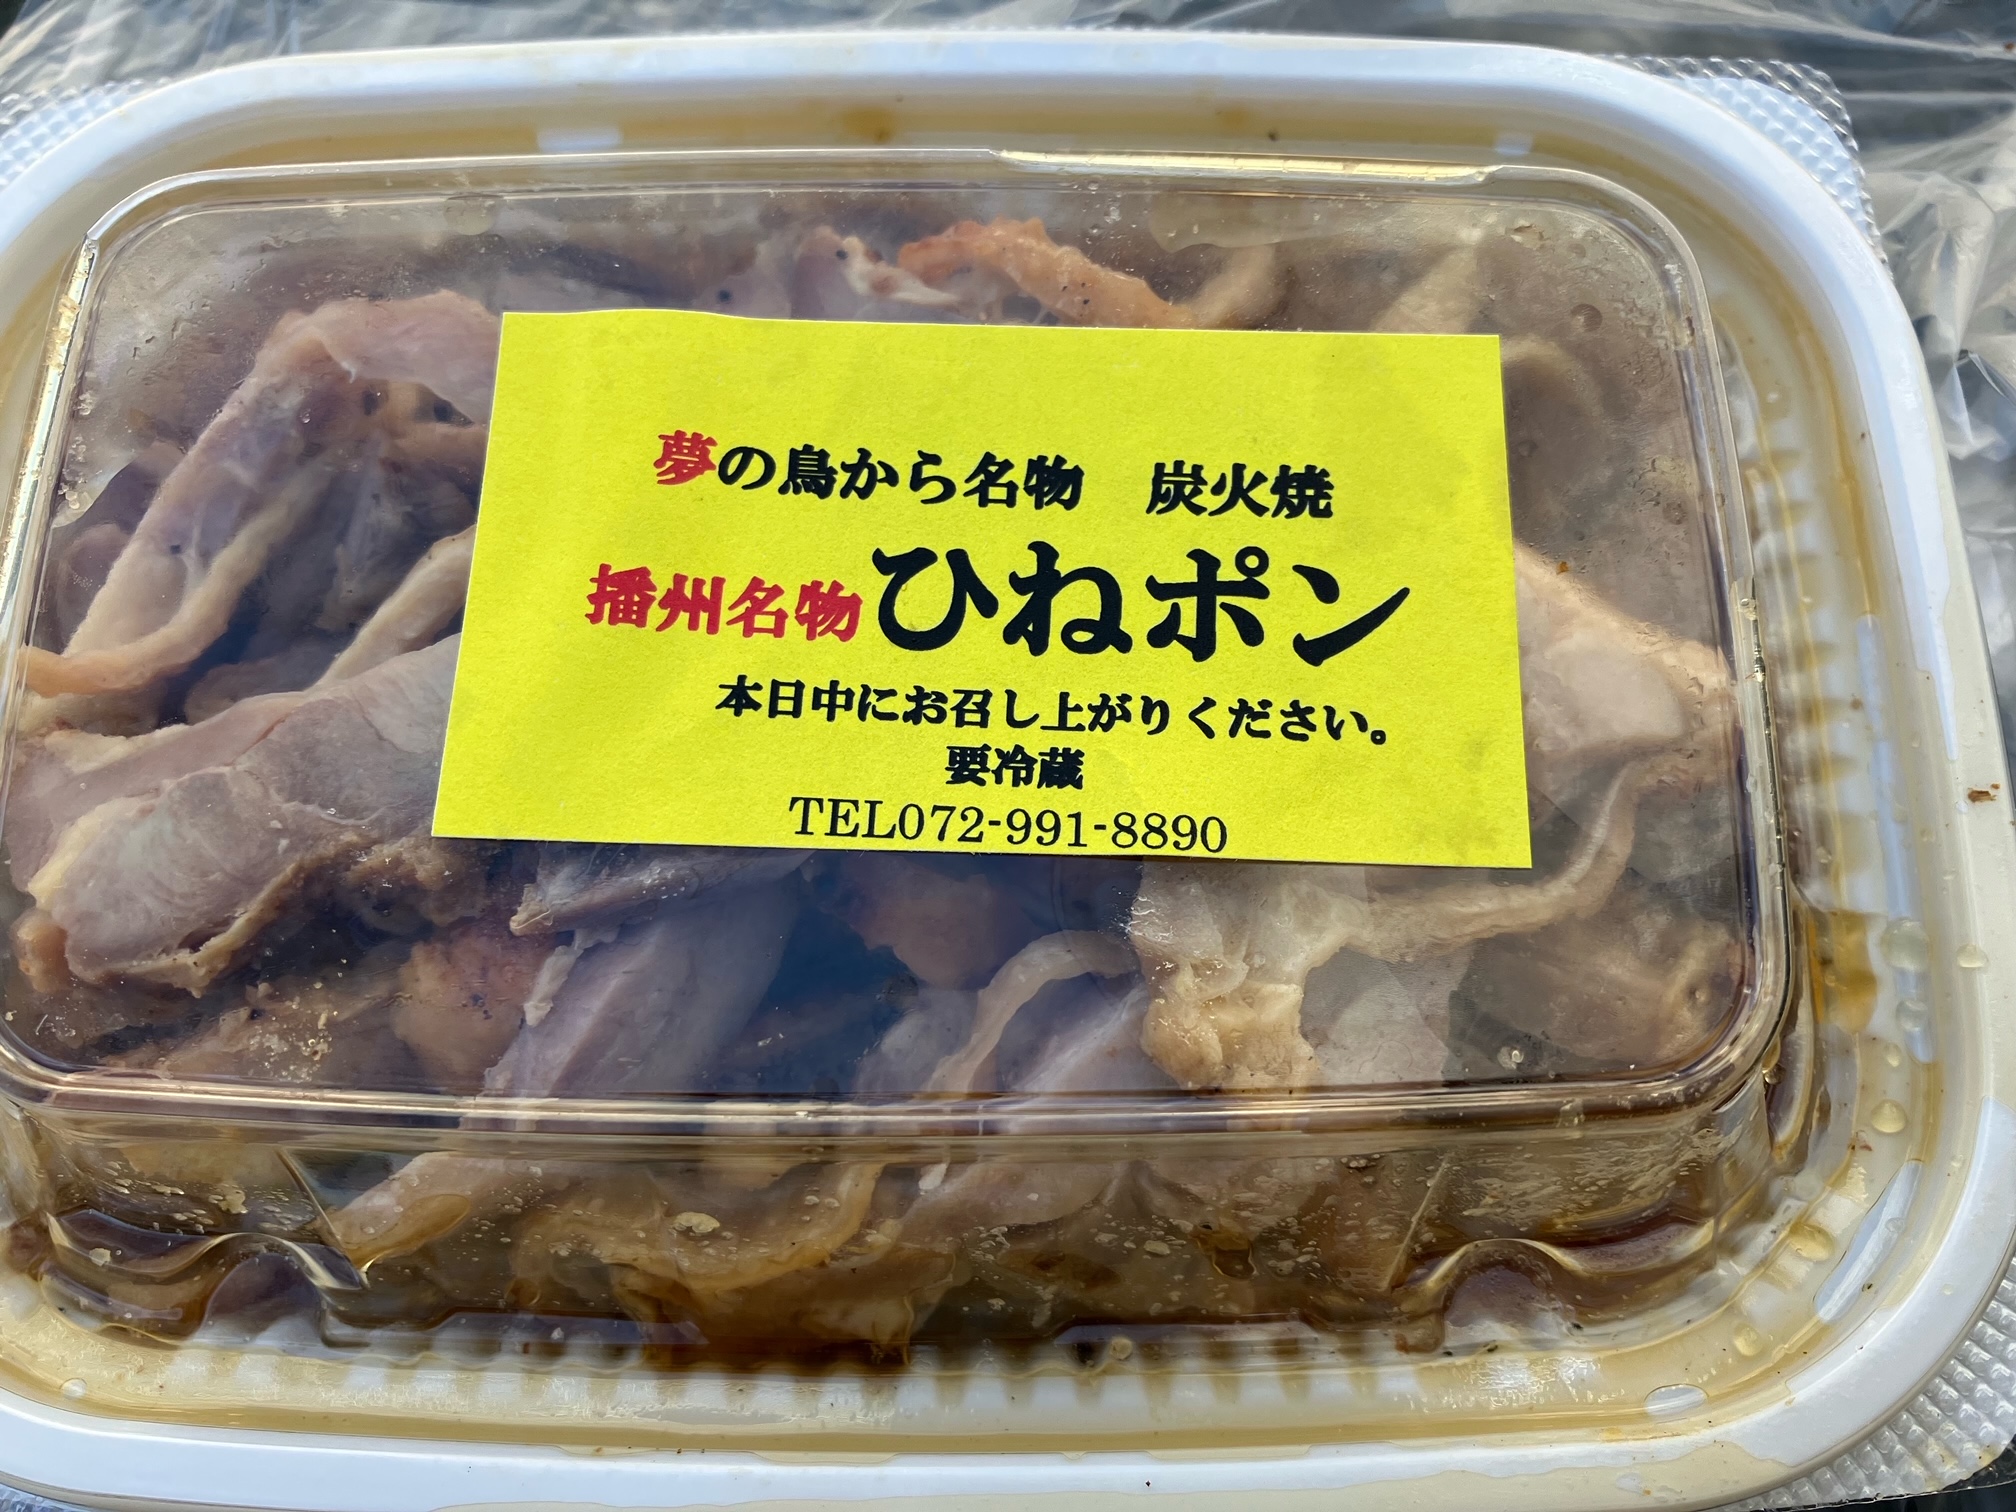 夢の鳥から名物　炭火焼
播州名物ひねポン
本日中にお召し上がりください。
要冷蔵
TEL072-991-8890